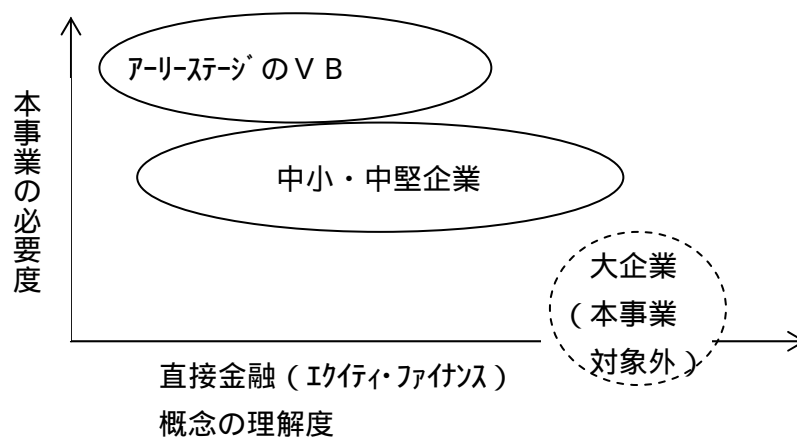 アーリーステージのＶＢ
本事業の必要度
中小・中堅企業
大企業
（本事業
対象外）
直接金融（エクイティ・ファイナンス）
概念の理解度